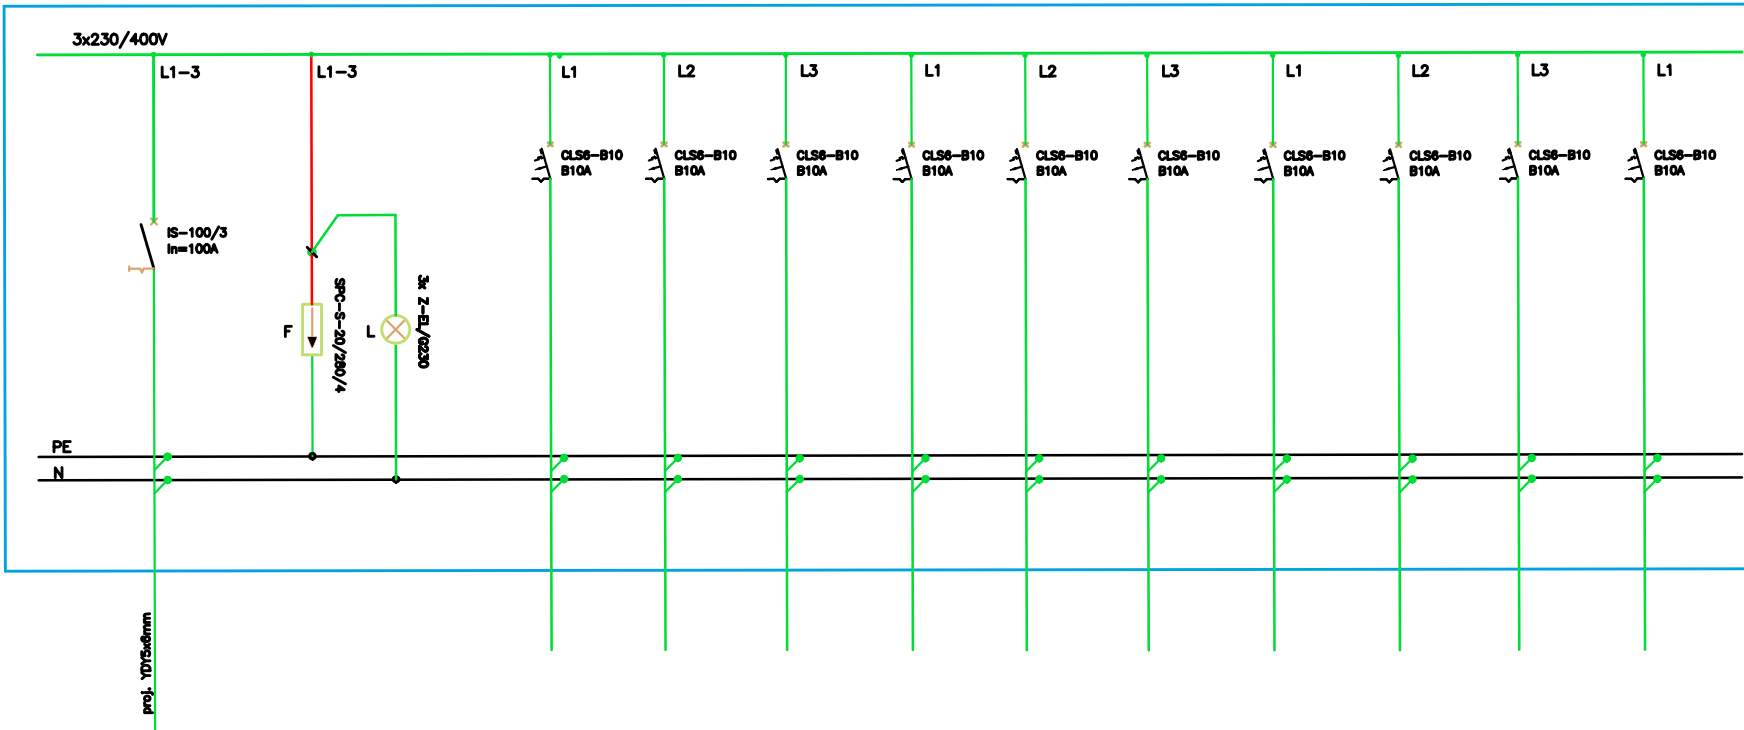 3x230/400V
L1-3
L1-3
L1
L2
L3
L1
L2
L3
L1
L2
L3
L1
CLS6-B10
B10A
CLS6-B10
B10A
CLS6-B10
B10A
CLS6-B10
B10A
CLS6-B10
B10A
CLS6-B10
B10A
CLS6-B10
B10A
CLS6-B10
B10A
CLS6-B10
B10A
CLS6-B10
B10A
IS-100/3
In=100A
F
SPC-S-20/280/4
L
3x Z-EL/G230
PE
N
proj. YDY5x6mm